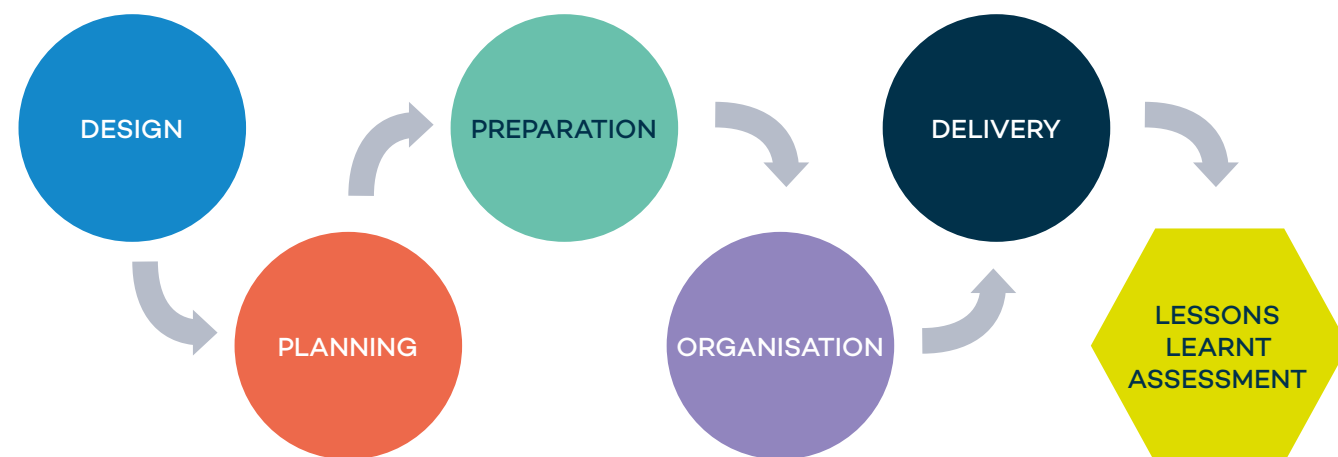 DESIGN
PLANNING
PREPARATION
ORGANISATION
DELIVERY
LESSONS
LEARNT
ASSESSMENT